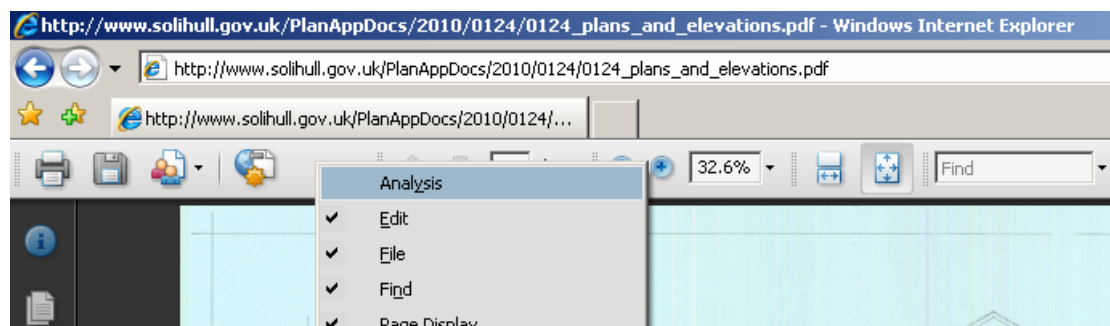 http://www.solihull.gov.uk/PlanAppDocs/2010/0124/0124_plans_and_elevations.pdf - Windows Internet Explorer
http://www.solihull.gov.uk/PlanAppDocs/2010/0124/0124_plans_and_elevations.pdf
http://www.solihull.gov.uk/PlanAppDocs/2010/0124/...
32.6% Find
Analysis
Edit
File
Find
Page Display